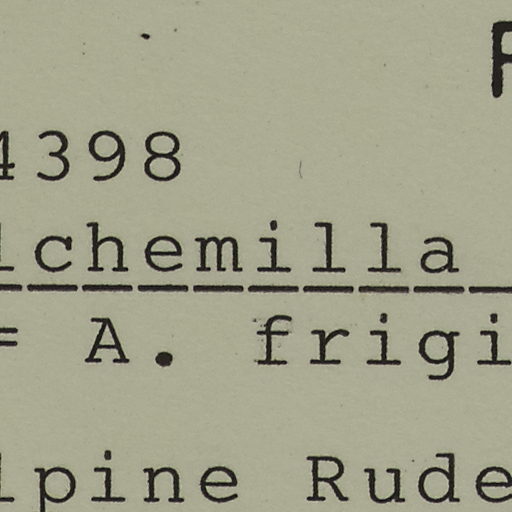 4398
lchemilla
= A. frigi
lpine Rude